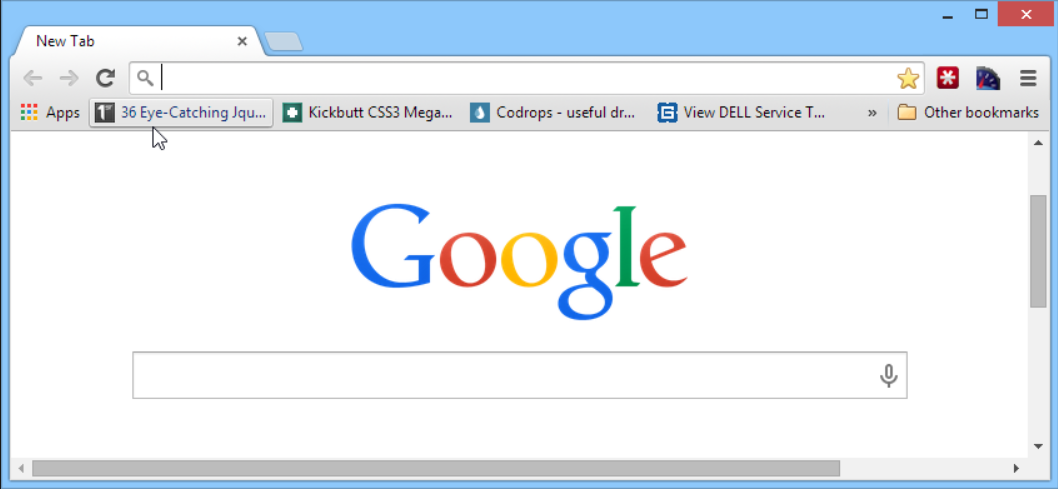 New Tab
Apps 36 Eye-Catching Jqu... Kickbutt CSS3 Mega... Codrops - useful dr... View DELL Service T... » Other bookmarks
Google